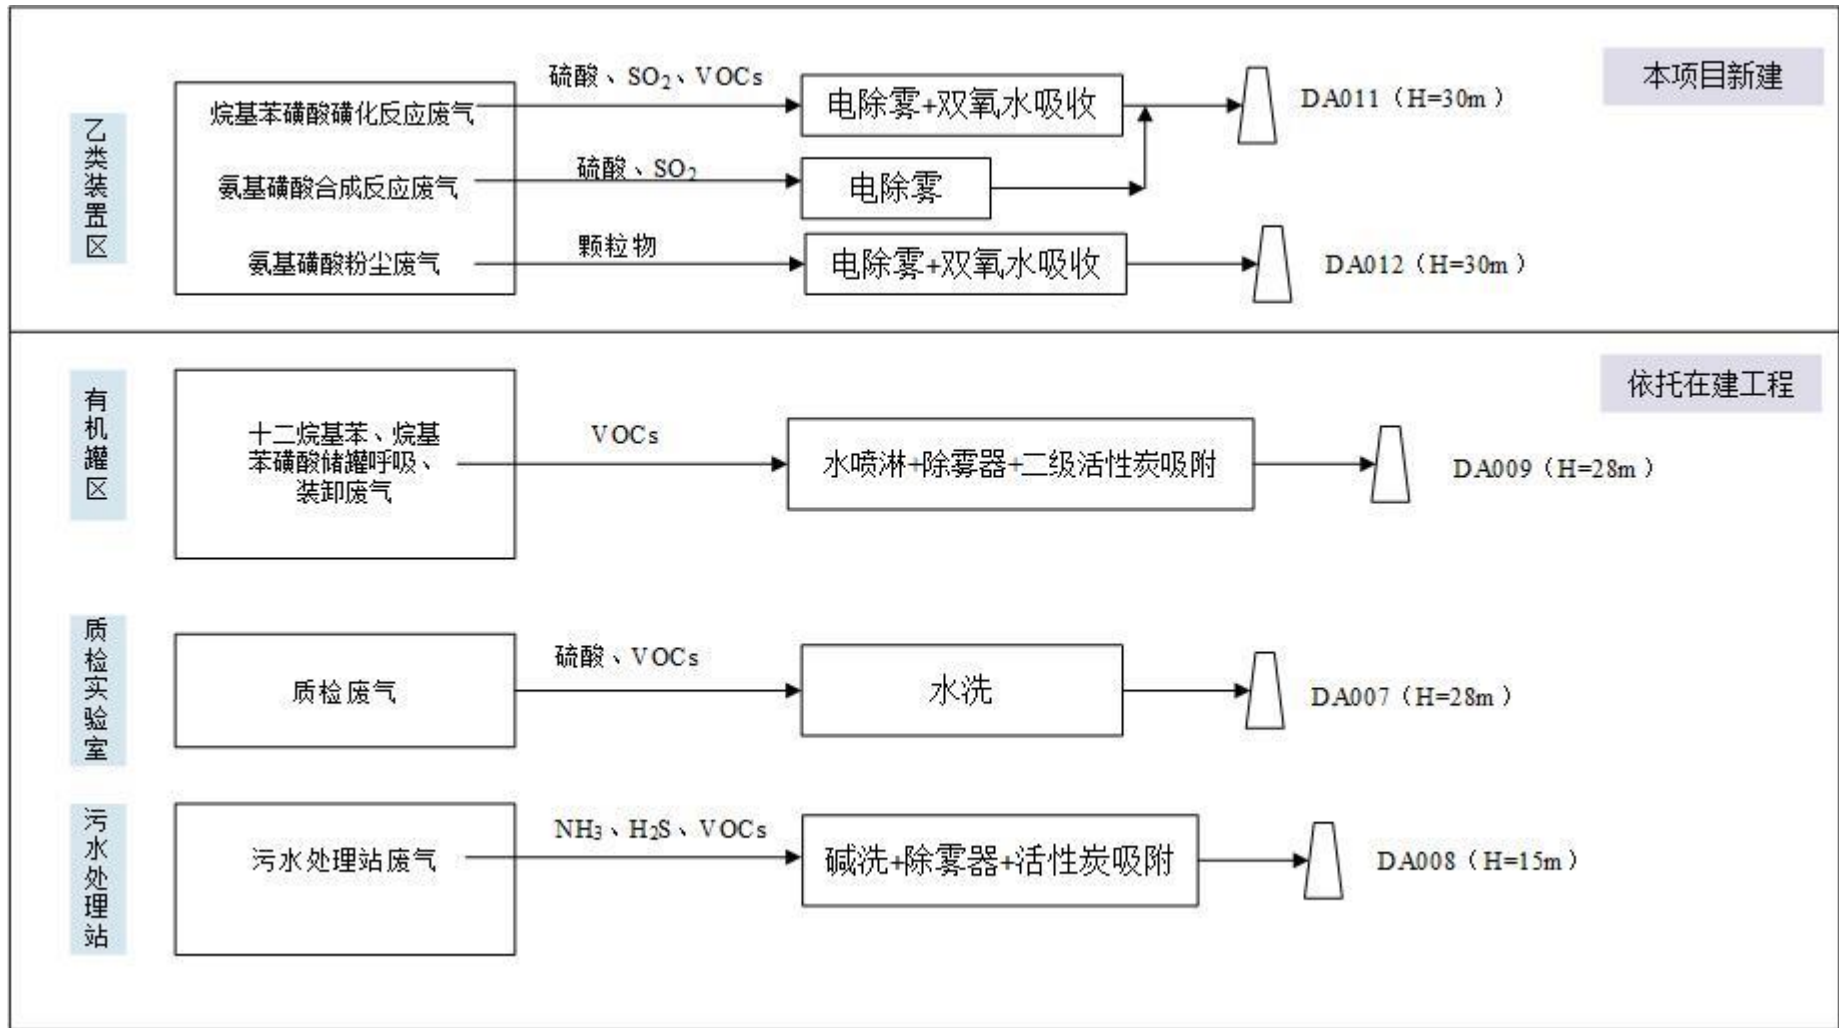 本项目新建
乙类装置区
烷基苯磺酸磺化反应废气
硫酸、SO₂、VOCs
电除雾+双氧水吸收
DA011（H=30m）
氨基磺酸合成反应废气
硫酸、SO₂
电除雾
氨基磺酸粉尘废气
颗粒物
电除雾+双氧水吸收
DA012（H=30m）
依托在建工程
有机罐区
十二烷基苯、烷基
苯磺酸储罐呼吸、
装卸废气
VOCs
水喷淋+除雾器+二级活性炭吸附
DA009（H=28m）
质检实验室
质检废气
硫酸、VOCs
水洗
DA007（H=28m）
污水处理站
污水处理站废气
NH₃、H₂S、VOCs
碱洗+除雾器+活性炭吸附
DA008（H=15m）